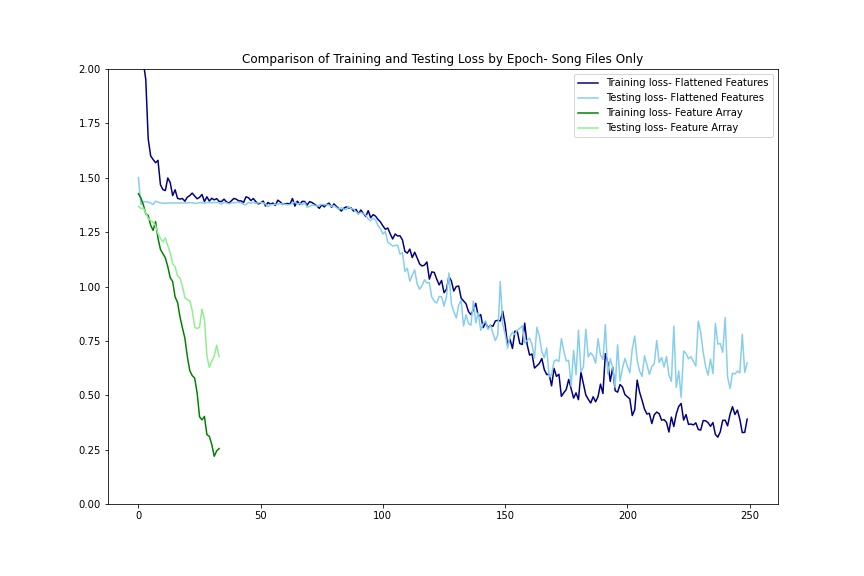 Comparison of Training and Testing Loss by Epoch- Song Files Only
2.00
1.75
1.50
1.25
1.00
0.75
0.50
0.25
0.00
Training loss- Flattened Features
Testing loss- Flattened Features
Training loss- Feature Array
Testing loss- Feature Array
0 50 100 150 200 250